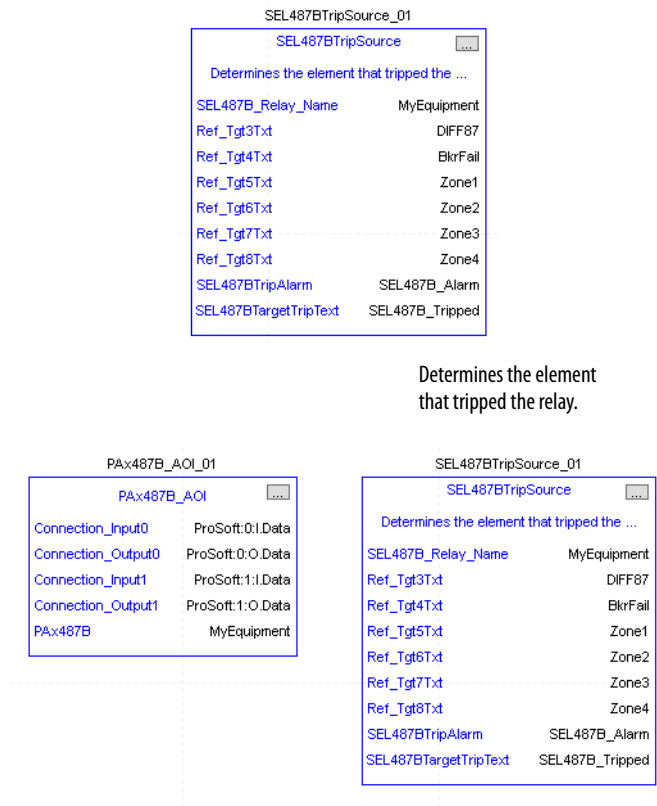 SEL487BTripSource_01
SEL487BTripSource ...
Determines the element that tripped the ...
SEL487B_Relay_Name MyEquipment
Ref_Tgt3Txt DIFF87
Ref_Tgt4Txt BkrFail
Ref_Tgt5Txt Zone1
Ref_Tgt6Txt Zone2
Ref_Tgt7Txt Zone3
Ref_Tgt8Txt Zone4
SEL487BTripAlarm SEL487B_Alarm
SEL487BTargetTripText SEL487B_Tripped
Determines the element
that tripped the relay.
PAx487B_AOI_01
PAx487B_AOI ...
Connection_Input0 ProSoft:0:I.Data
Connection_Output0 ProSoft:0:O.Data
Connection_Input1 ProSoft:1:I.Data
Connection_Output1 ProSoft:1:O.Data
PAx487B MyEquipment
SEL487BTripSource_01
SEL487BTripSource ...
Determines the element that tripped the ...
SEL487B_Relay_Name MyEquipment
Ref_Tgt3Txt DIFF87
Ref_Tgt4Txt BkrFail
Ref_Tgt5Txt Zone1
Ref_Tgt6Txt Zone2
Ref_Tgt7Txt Zone3
Ref_Tgt8Txt Zone4
SEL487BTripAlarm SEL487B_Alarm
SEL487BTargetTripText SEL487B_Tripped